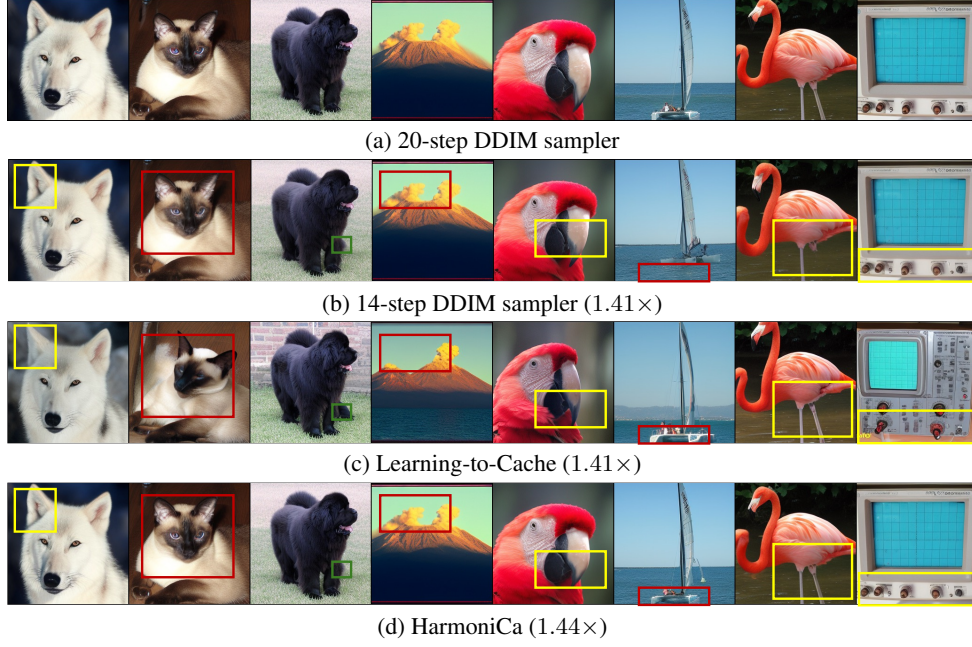 (a) 20-step DDIM sampler
(b) 14-step DDIM sampler (1.41×)
(c) Learning-to-Cache (1.41×)
(d) HarmoniCa (1.44×)